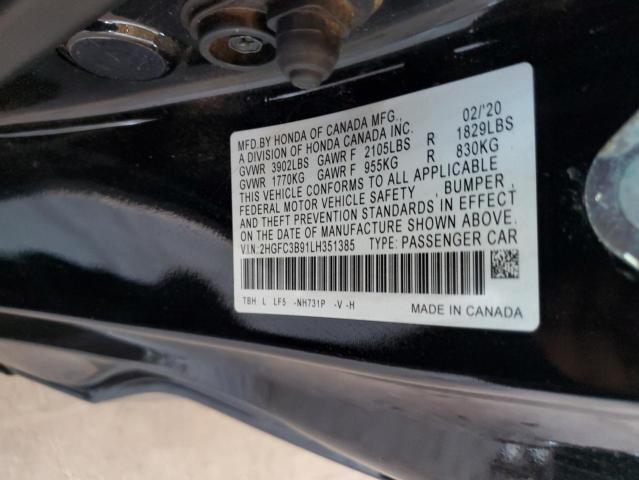 MFD.BY HONDA OF CANADA MFG., 02/'20
A DIVISION OF HONDA CANADA INC.
GVWR 3902LBS GAWR F 2105LBS R 1829LBS
GVWR 1770KG GAWR F 955KG R 830KG
THIS VEHICLE CONFORMS TO ALL APPLICABLE
FEDERAL MOTOR VEHICLE SAFETY , BUMPER ,
AND THEFT PREVENTION STANDARDS IN EFFECT
ON THE DATE OF MANUFACTURE SHOWN ABOVE.
V.I.N:2HGFC3B91LH351385 TYPE: PASSENGER CAR
TBH L LF5 -NH731P -V -H
MADE IN CANADA